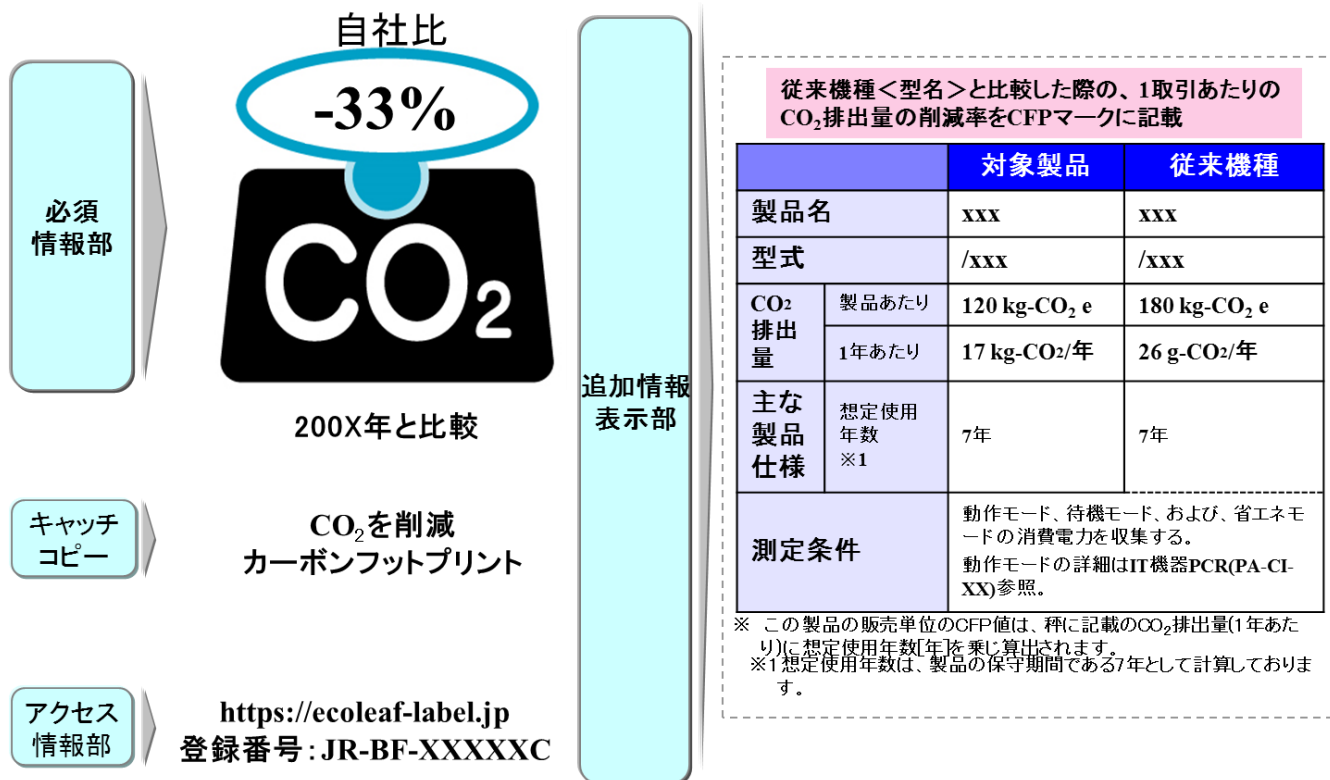 自社比
-33%
CO2
200X年と比較
必須
情報部
キャッチ
コピー
CO2を削減
カーボンフットプリント
アクセス
情報部
https://ecoleaf-label.jp
登録番号：JR-BF-XXXXXC
追加情報
表示部
従来機種＜型名＞と比較した際の、1取引あたりの
CO2排出量の削減率をCFPマークに記載
対象製品 従来機種
製品名 xxx xxx
型式 /xxx /xxx
CO2
排出
量
製品あたり 120 kg-CO2 e 180 kg-CO2 e
1年あたり 17 kg-CO2/年 26 g-CO2/年
主な
製品
仕様
想定使用
年数
※1
7年 7年
測定条件
動作モード、待機モード、および、省エネモ
ードの消費電力を収集する。
動作モードの詳細はIT機器PCR(PA-CI-
XX)参照。
※ この製品の販売単位のCFP値は、秤に記載のCO2排出量(1年あた
り)に想定使用年数[年]を乗じ算出されます。
※1想定使用年数は、製品の保守期間である7年として計算しておりま
す。